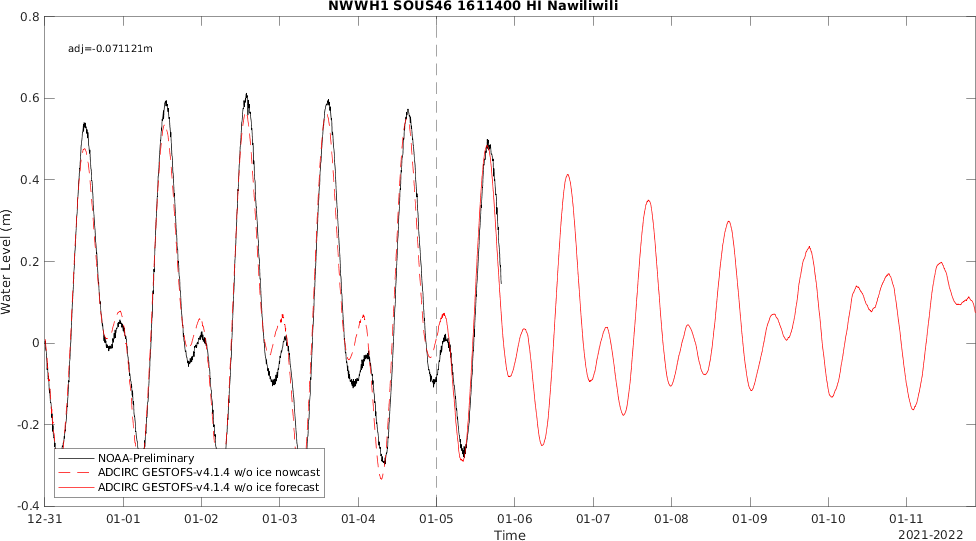 NWWH1 SOUS46 1611400 HI Nawiliwili
adj=-0.071121m
0.8
0.6
0.4
0.2
0
-0.2
-0.4
Water Level (m)
NOAA-Preliminary
ADCIRC GESTOFS-v4.1.4 w/o ice nowcast
ADCIRC GESTOFS-v4.1.4 w/o ice forecast
12-31 01-01 01-02 01-03 01-04 01-05 01-06 01-07 01-08 01-09 01-10 01-11
Time
2021-2022